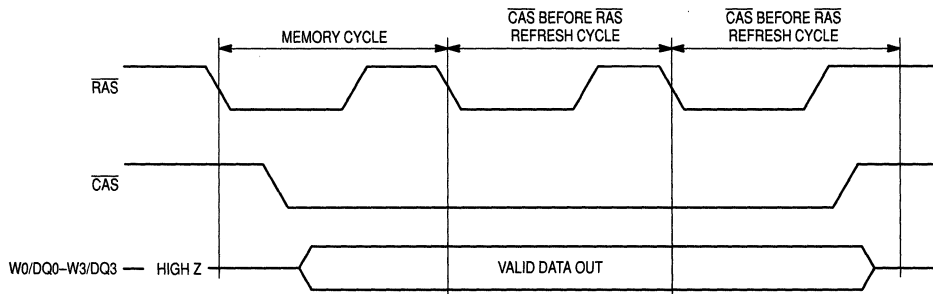 MEMORY CYCLE
CAS BEFORE RAS
REFRESH CYCLE
CAS BEFORE RAS
REFRESH CYCLE
RAS
CAS
W0/DQ0–W3/DQ3
HIGH Z
VALID DATA OUT